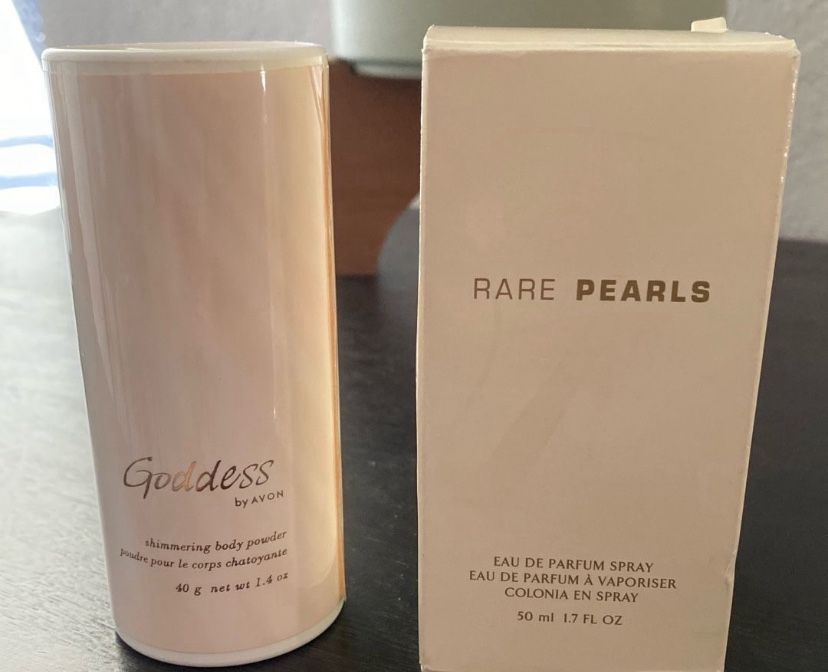 Goddess
by AVON
shimmering body powder
poudre pour le corps chatoyante
40 g net wt 1.4 oz
RARE PEARLS
EAU DE PARFUM SPRAY
EAU DE PARFUM À VAPORISER
COLONIA EN SPRAY
50 ml 1.7 FL OZ